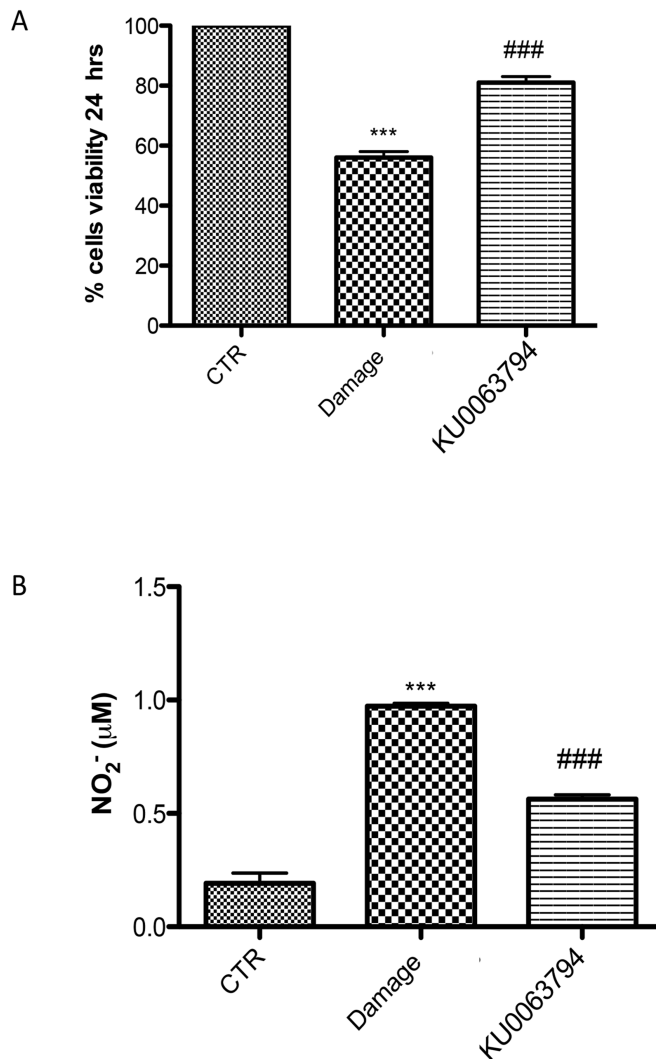 A
% cells viability 24 hrs
100
80
60
40
20
0
***
###
CTR
Damage
KU0063794
B
NO₂⁻ (μM)
1.5
1.0
0.5
0.0
***
###
CTR
Damage
KU0063794